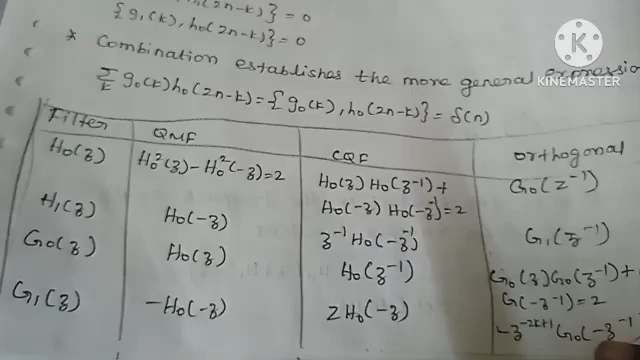 {g₁(k), h₀(2n-k)} = 0
* Combination establishes the more general expression
Σ
k g₀(k) h₀(2n-k) = {g₀(k), h₀(2n-k)} = δ(n)
Filter QMF CQF Orthogonal
H₀(z) H₀²(z) - H₀²(-z) = 2 H₀(z) H₀(z⁻¹) + G₀(z⁻¹)
H₀(-z) H₀(-z⁻¹) = 2
H₁(z) H₀(-z) z⁻¹ H₀(-z⁻¹) G₁(z⁻¹)
G₀(z) H₀(z) H₀(z⁻¹) G₀(z) G₀(z⁻¹) +
G(-z⁻¹) = 2
G₁(z) -H₀(-z) z H₀(-z) -z⁻²ᵏ⁺¹ G₀(-z⁻¹
KINEMASTER